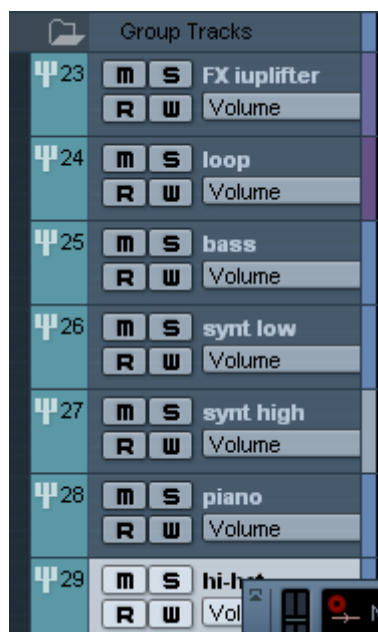 Group Tracks
23 m S FX iuplifter
R W Volume
24 m S loop
R W Volume
25 m S bass
R W Volume
26 m S synt low
R W Volume
27 m S synt high
R W Volume
28 m S piano
R W Volume
29 m S
R W